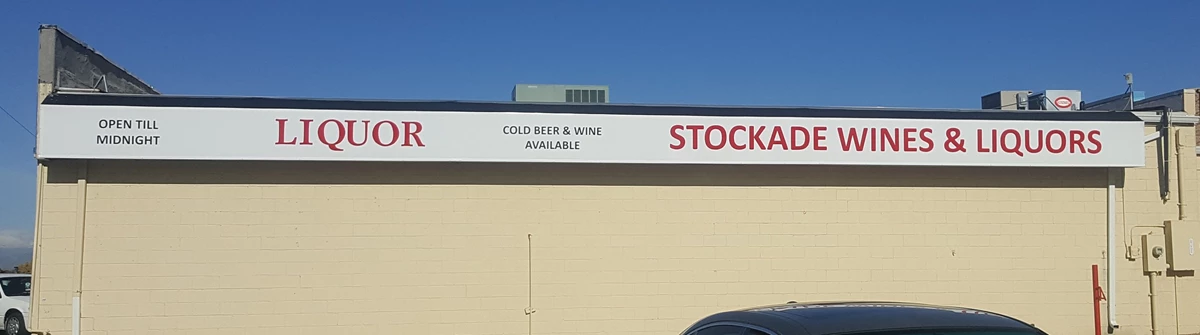 OPEN TILL
MIDNIGHT
LIQUOR
COLD BEER & WINE
AVAILABLE
STOCKADE WINES & LIQUORS